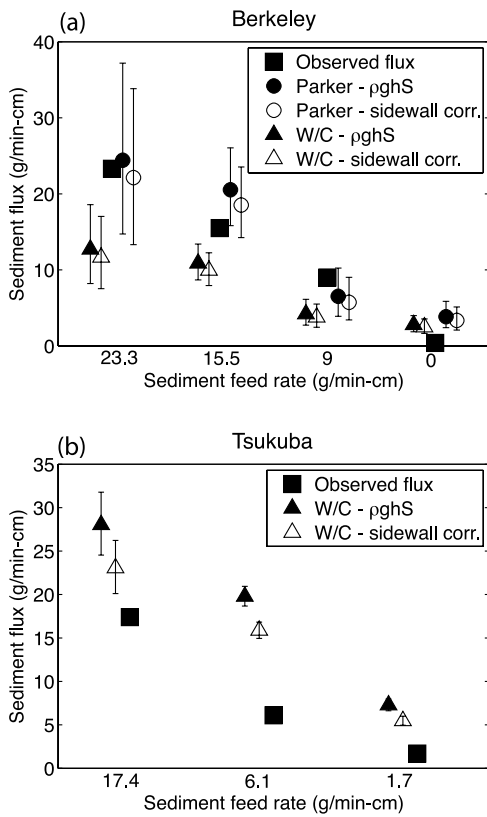 Berkeley
(a)
40
30
20
10
0
Sediment flux (g/min-cm)
Observed flux
Parker - ρghS
Parker - sidewall corr.
W/C - ρghS
W/C - sidewall corr.
23.3 15.5 9 0
Sediment feed rate (g/min-cm)
Tsukuba
(b)
35
30
25
20
15
10
5
0
Sediment flux (g/min-cm)
Observed flux
W/C - ρghS
W/C - sidewall corr.
17.4 6.1 1.7
Sediment feed rate (g/min-cm)